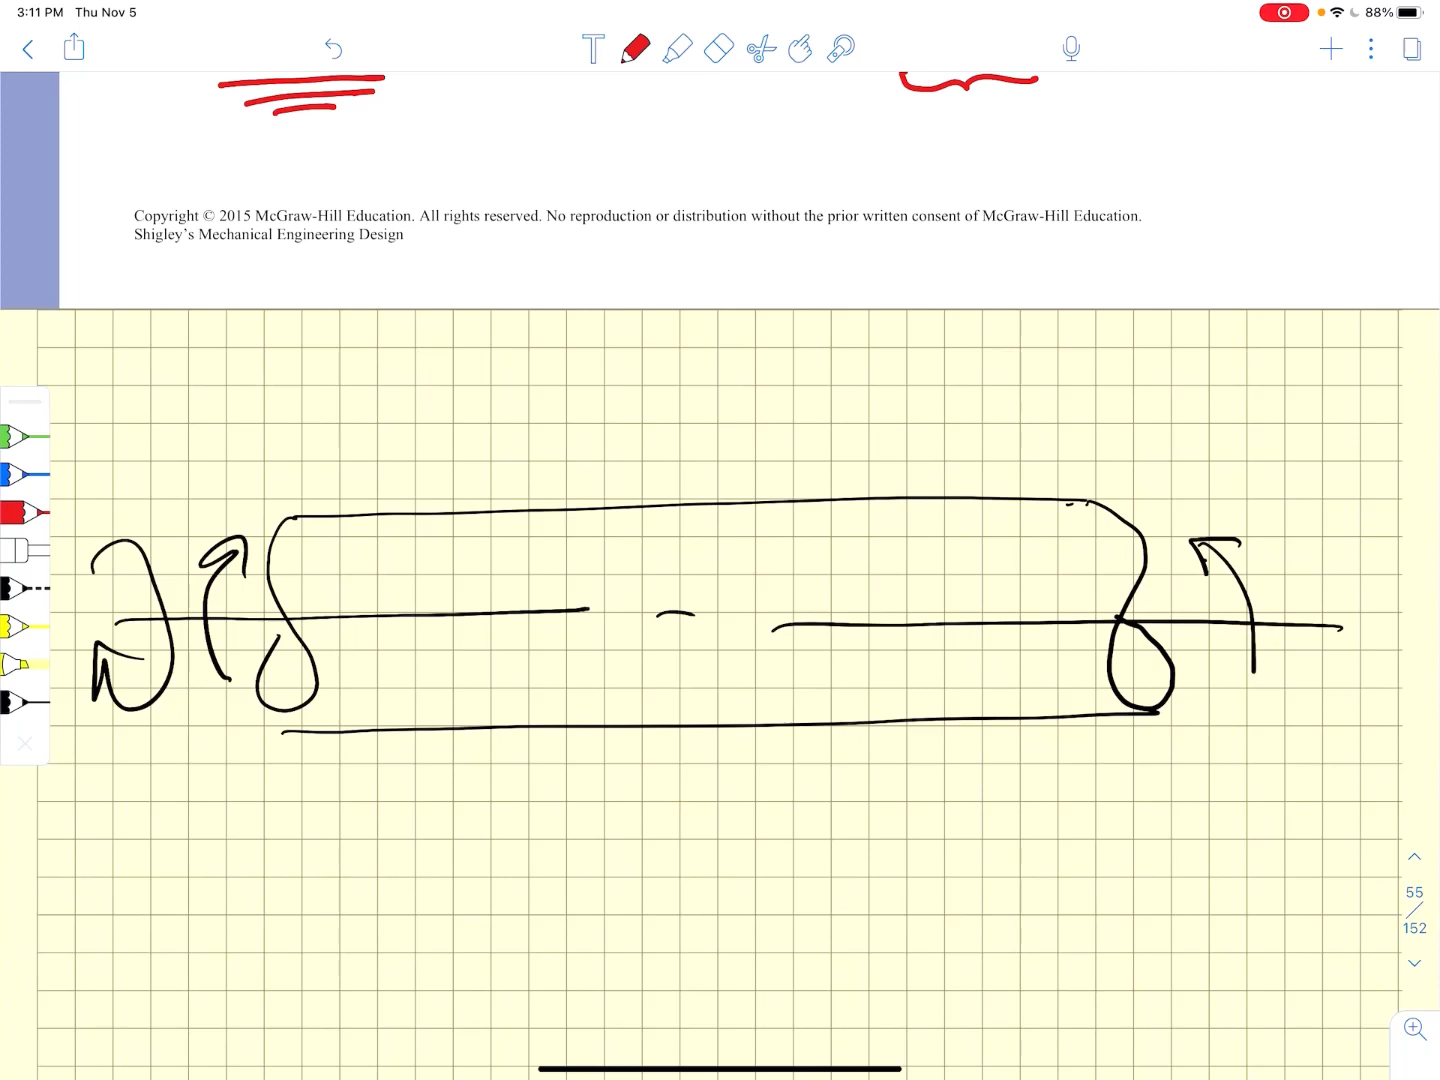 3:11 PM Thu Nov 5
88%
T
Copyright © 2015 McGraw-Hill Education. All rights reserved. No reproduction or distribution without the prior written consent of McGraw-Hill Education.
Shigley’s Mechanical Engineering Design
55
152